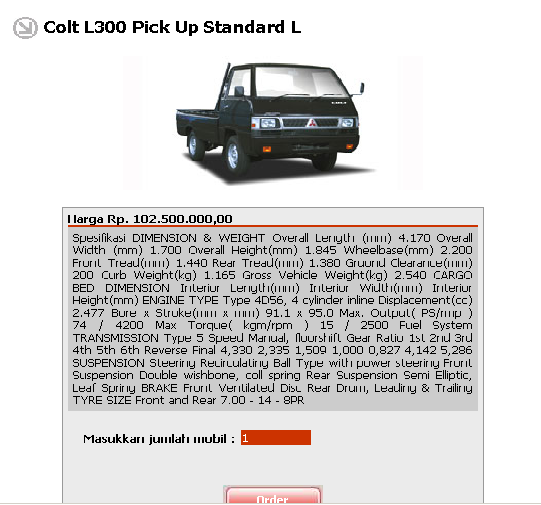 Colt L300 Pick Up Standard L
COLT
Harga Rp. 102.500.000,00
Spesifikasi DIMENSION & WEIGHT Overall Length (mm) 4.170 Overall
Width (mm) 1.700 Overall Height(mm) 1.845 Wheelbase(mm) 2.200
Front Tread(mm) 1.440 Rear Tread(mm) 1.380 Ground Clearance(mm)
200 Curb Weight(kg) 1.165 Gross Vehicle Weight(kg) 2.540 CARGO
BED DIMENSION Interior Length(mm) Interior Width(mm) Interior
Height(mm) ENGINE TYPE Type 4D56, 4 cylinder inline Displacement(cc)
2.477 Bore x Stroke(mm x mm) 91.1 x 95.0 Max. Output( PS/rnp )
74 / 4200 Max Torque( kgm/rpm ) 15 / 2500 Fuel System
TRANSMISSION Type 5 Speed Manual, floorshift Gear Ratio 1st 2nd 3rd
4th 5th 6th Reverse Final 4,330 2,335 1,509 1,000 0,827 4,142 5,286
SUSPENSION Steering Recirculating Ball Type with power steering Front
Suspension Double wishbone, coil spring Rear Suspension Semi Elliptic,
Leaf Spring BRAKE Front Ventilated Disc Rear Drum, Leading & Trailing
TYRE SIZE Front and Rear 7.00 - 14 - 8PR
Masukkan jumlah mobil : 1
Order